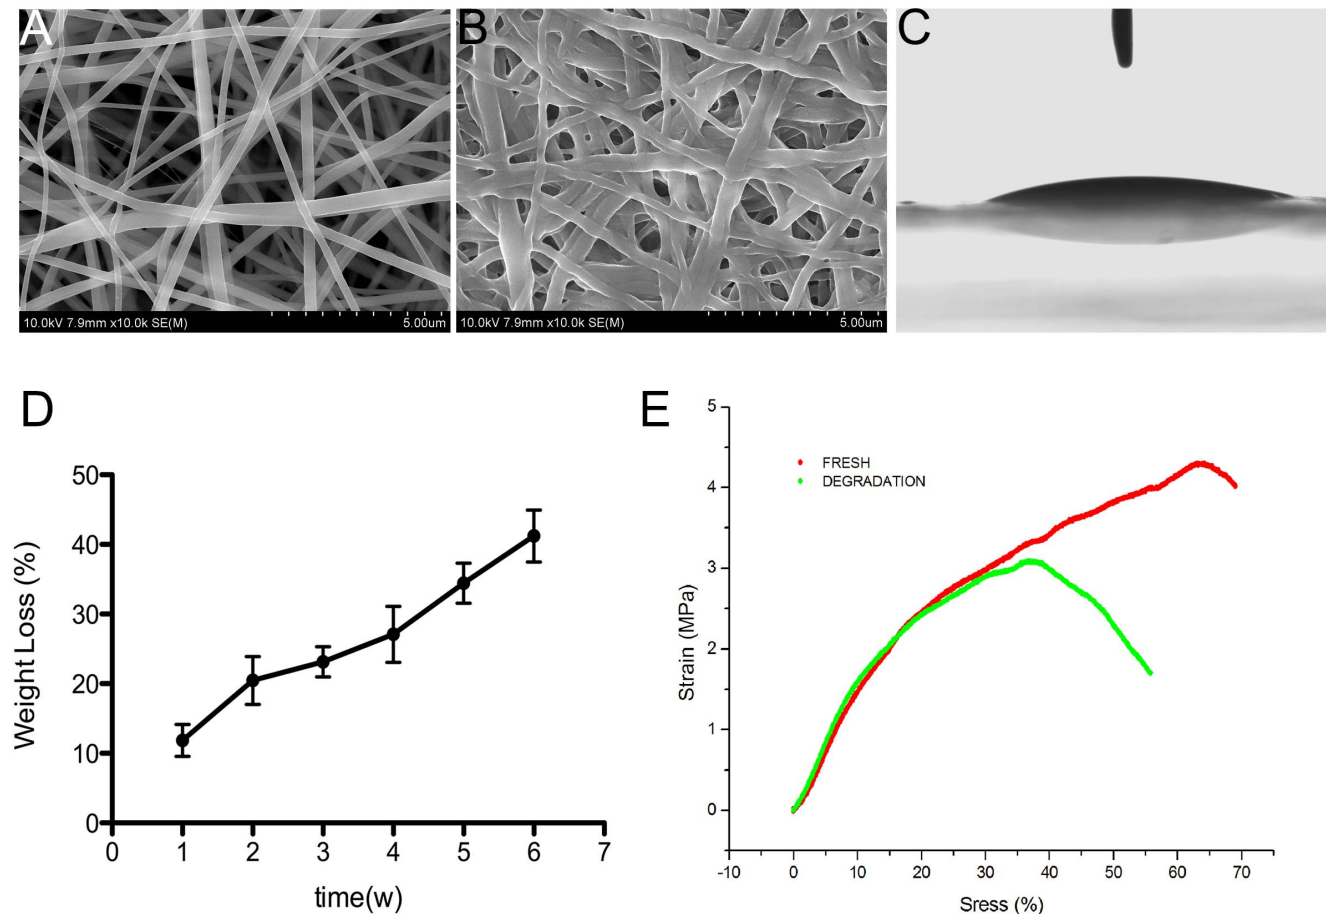 A
B
C
10.0kV 7.9mm x10.0k SE(M)
5.00um
10.0kV 7.9mm x10.0k SE(M)
5.00um
D
Weight Loss (%)
50
40
30
20
10
0
0 1 2 3 4 5 6 7
time(w)
E
Strain (MPa)
5
4
3
2
1
0
FRESH
DEGRADATION
-10 0 10 20 30 40 50 60 70
Sress (%)